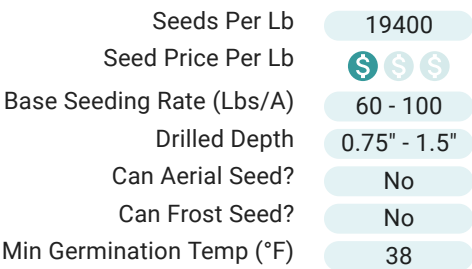 Seeds Per Lb 19400
Seed Price Per Lb $ $ $
Base Seeding Rate (Lbs/A) 60 - 100
Drilled Depth 0.75" - 1.5"
Can Aerial Seed? No
Can Frost Seed? No
Min Germination Temp (°F) 38